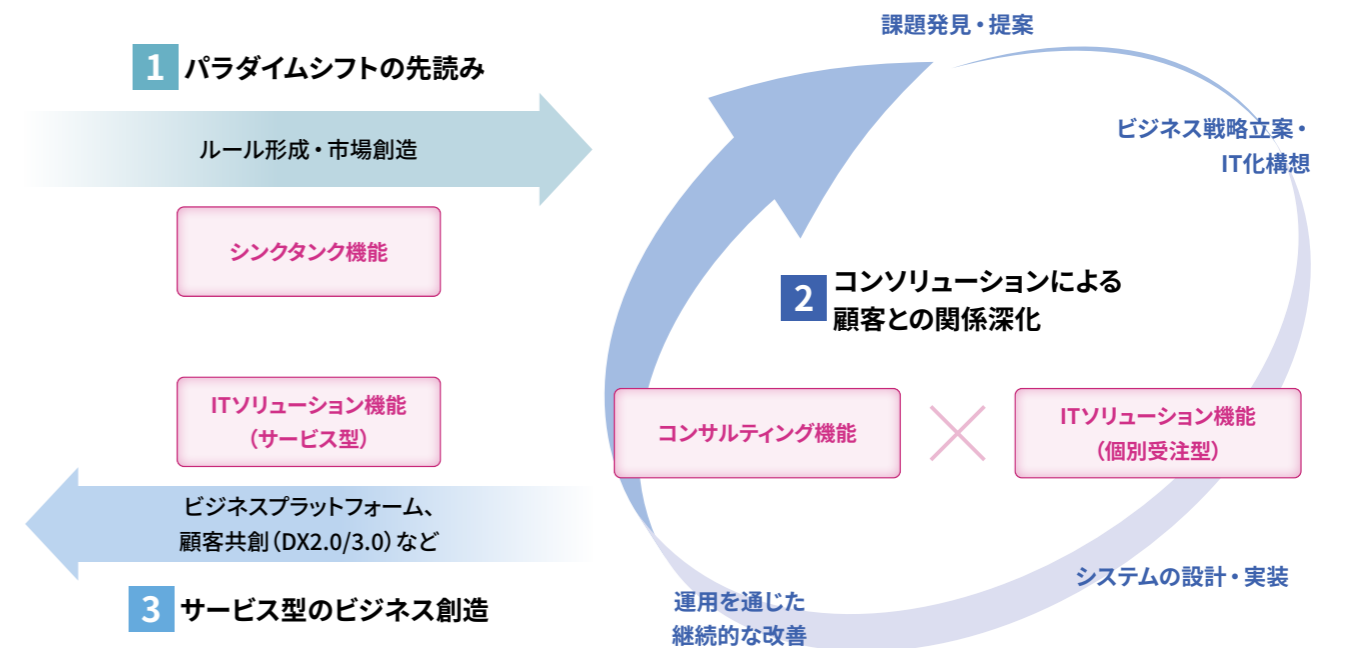 1 パラダイムシフトの先読み
ルール形成・市場創造
シンクタンク機能
ITソリューション機能
（サービス型）
ビジネスプラットフォーム、
顧客共創（DX2.0/3.0）など
3 サービス型のビジネス創造
課題発見・提案
ビジネス戦略立案・
IT化構想
2 コンソリューションによる
顧客との関係深化
コンサルティング機能
ITソリューション機能
（個別受注型）
システムの設計・実装
運用を通じた
継続的な改善